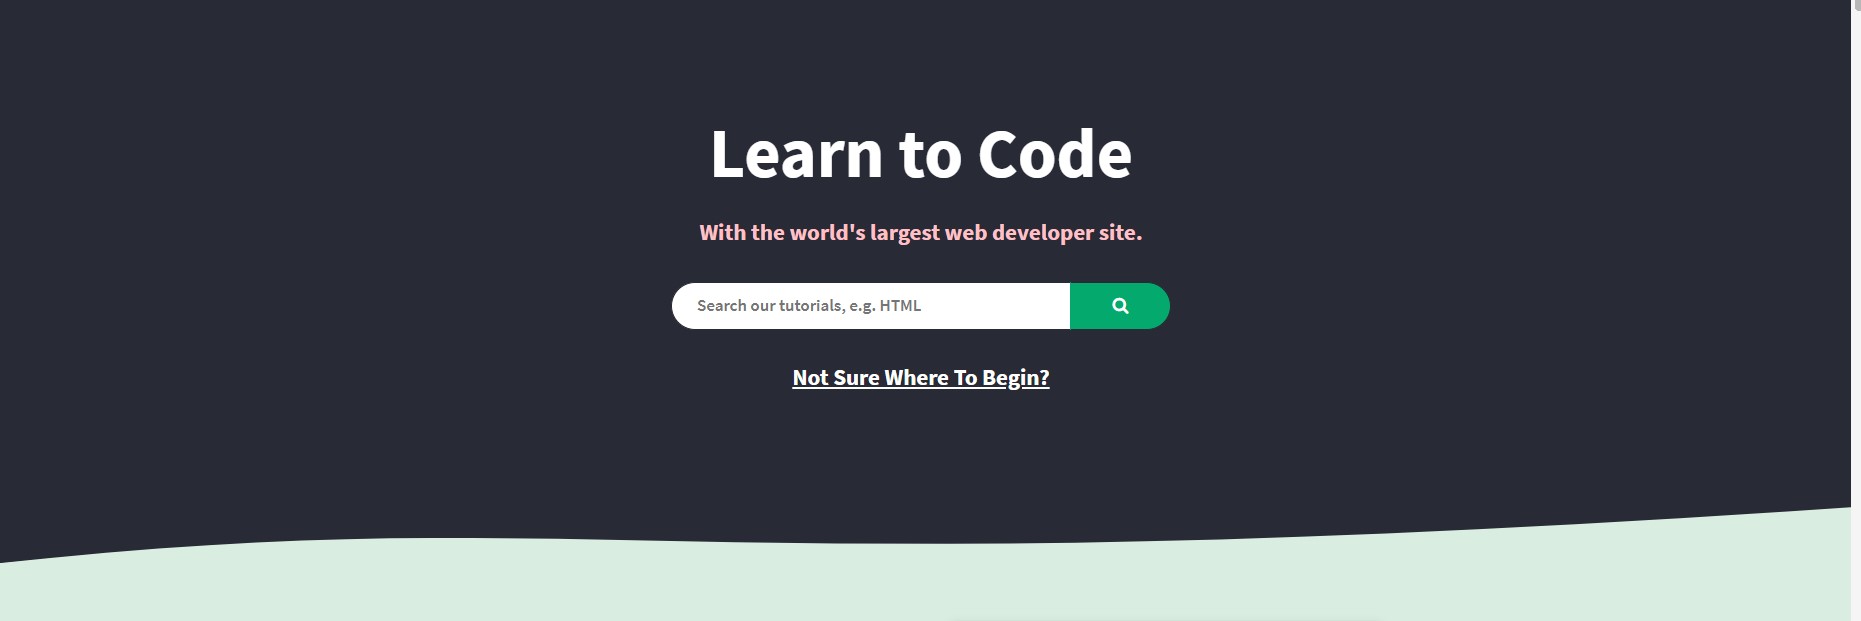 Learn to Code
With the world's largest web developer site.
Search our tutorials, e.g. HTML
Not Sure Where To Begin?